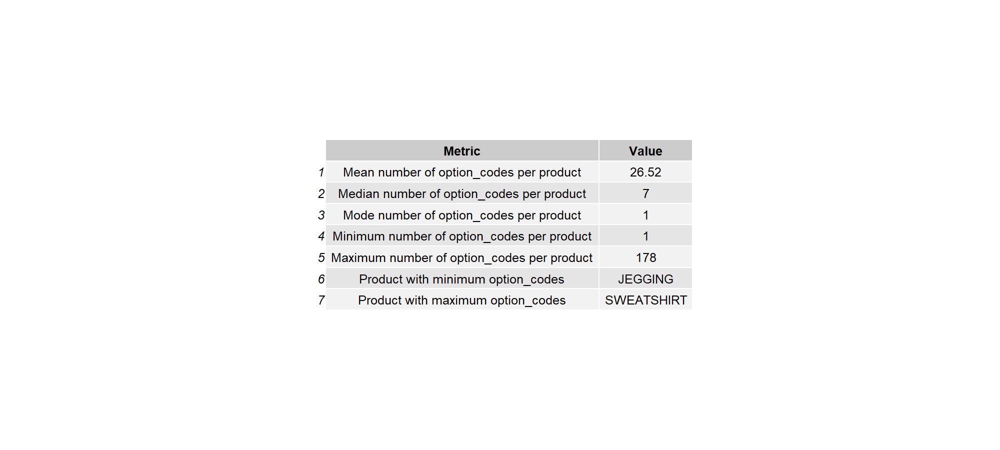 Metric Value
1 Mean number of option_codes per product 26.52
2 Median number of option_codes per product 7
3 Mode number of option_codes per product 1
4 Minimum number of option_codes per product 1
5 Maximum number of option_codes per product 178
6 Product with minimum option_codes JEGGING
7 Product with maximum option_codes SWEATSHIRT